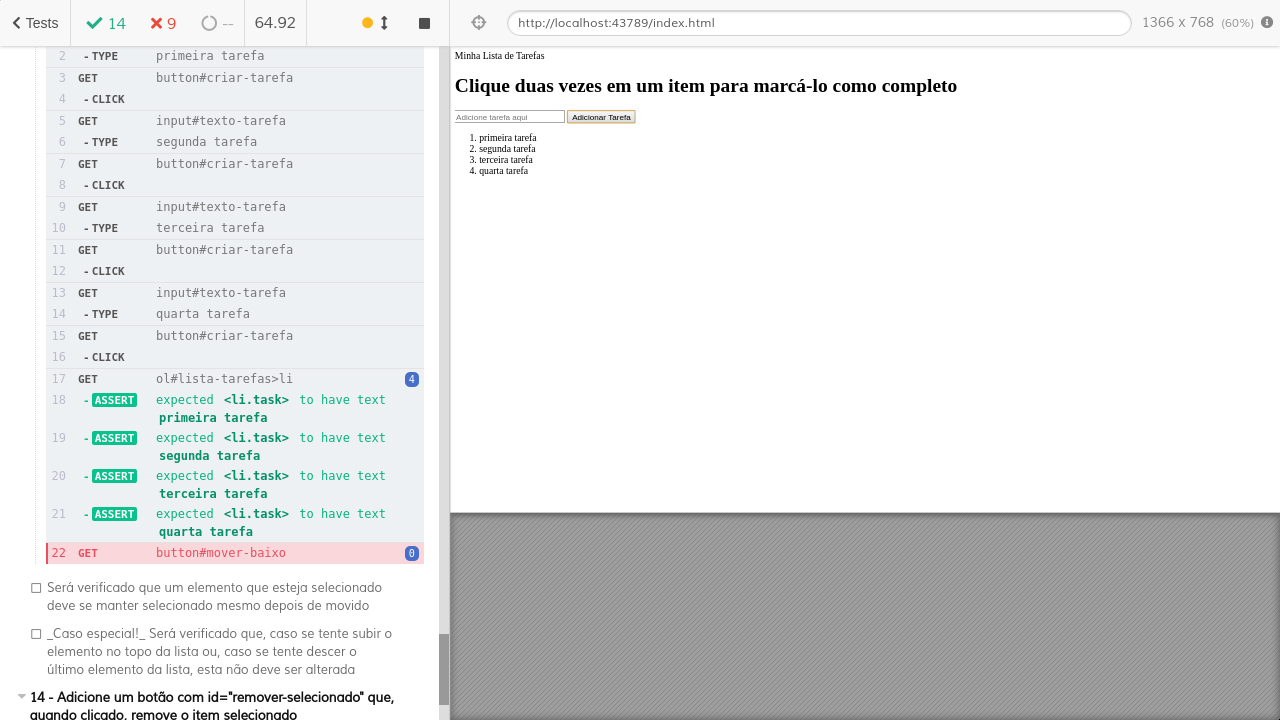 Tests 14 9 -- 64.92 http://localhost:43789/index.html 1366 x 768 (60%)
2 - TYPE primeira tarefa
3 GET button#criar-tarefa
4 - CLICK
5 GET input#texto-tarefa
6 - TYPE segunda tarefa
7 GET button#criar-tarefa
8 - CLICK
9 GET input#texto-tarefa
10 - TYPE terceira tarefa
11 GET button#criar-tarefa
12 - CLICK
13 GET input#texto-tarefa
14 - TYPE quarta tarefa
15 GET button#criar-tarefa
16 - CLICK
17 GET ol#lista-tarefas>li 4
18 - ASSERT expected <li.task> to have text
primeira tarefa
19 - ASSERT expected <li.task> to have text
segunda tarefa
20 - ASSERT expected <li.task> to have text
terceira tarefa
21 - ASSERT expected <li.task> to have text
quarta tarefa
22 GET button#mover-baixo 0
Será verificado que um elemento que esteja selecionado
deve se manter selecionado mesmo depois de movido
_Caso especial!_ Será verificado que, caso se tente subir o
elemento no topo da lista ou, caso se tente descer o
último elemento da lista, esta não deve ser alterada
14 - Adicione um botão com id="remover-selecionado" que,
quando clicado, remove o item selecionado
Minha Lista de Tarefas
Clique duas vezes em um item para marcá-lo como completo
Adicione tarefa aqui Adicionar Tarefa
1. primeira tarefa
2. segunda tarefa
3. terceira tarefa
4. quarta tarefa